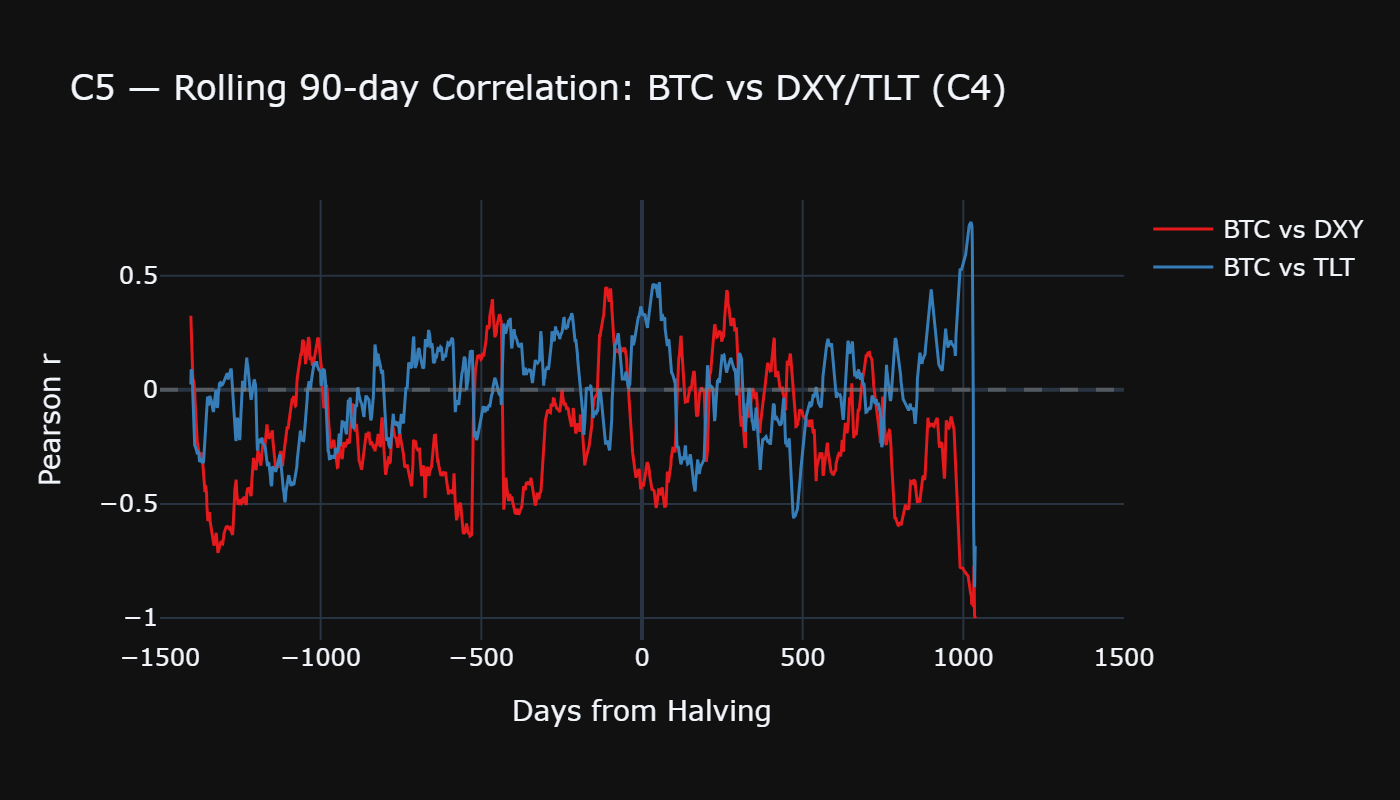 C5 — Rolling 90-day Correlation: BTC vs DXY/TLT (C4)
BTC vs DXY
BTC vs TLT
0.5
0
−0.5
−1
Pearson r
−1500
−1000
−500
0
500
1000
1500
Days from Halving